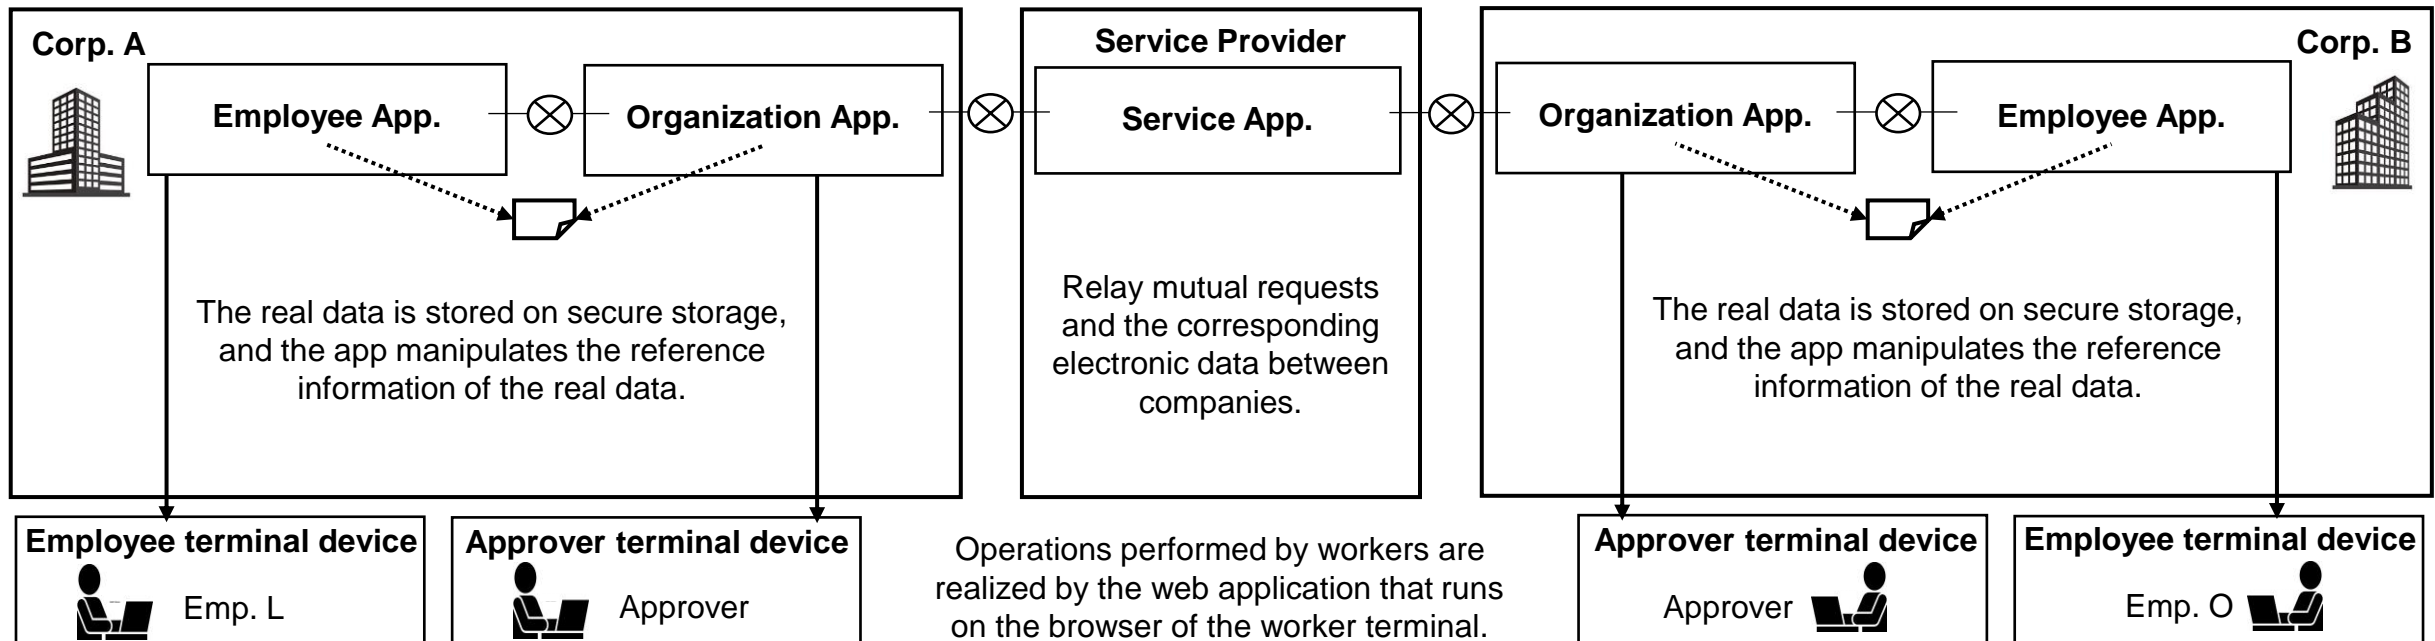 Corp. A
Employee App.
Organization App.
The real data is stored on secure storage,
and the app manipulates the reference
information of the real data.
Service Provider
Service App.
Relay mutual requests
and the corresponding
electronic data between
companies.
Corp. B
Organization App.
Employee App.
The real data is stored on secure storage,
and the app manipulates the reference
information of the real data.
Employee terminal device
Emp. L
Approver terminal device
Approver
Operations performed by workers are
realized by the web application that runs
on the browser of the worker terminal.
Approver terminal device
Approver
Employee terminal device
Emp. O